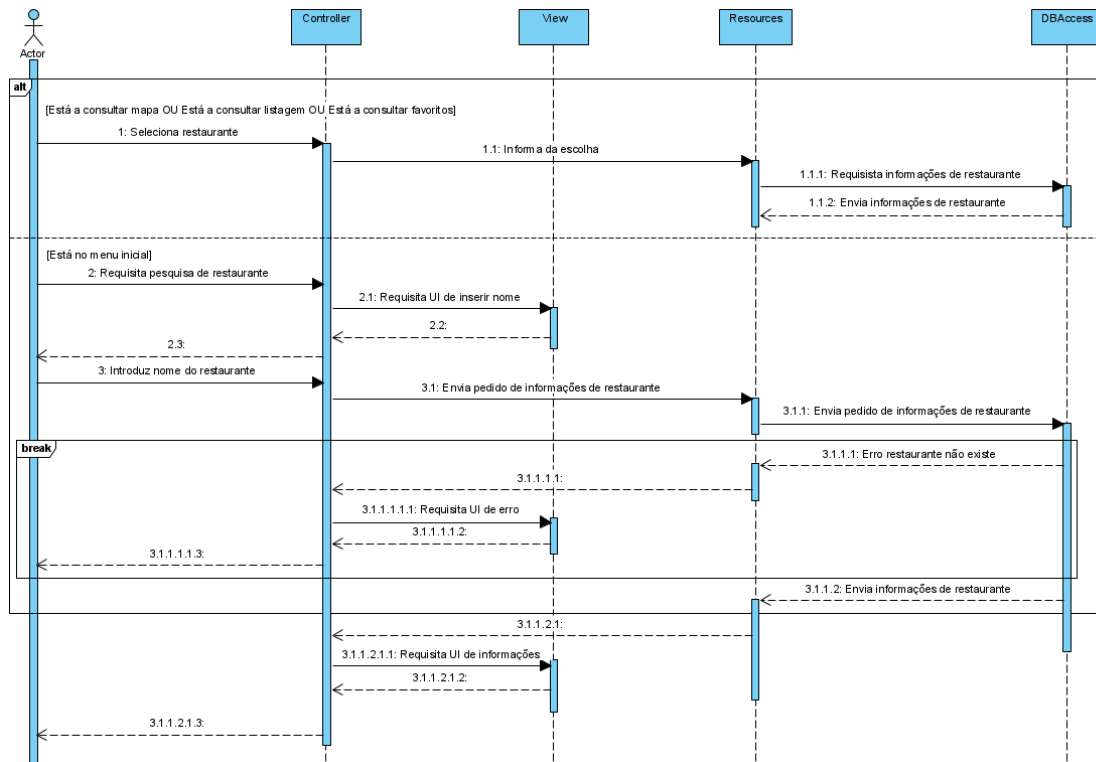 Actor
Controller
View
Resources
DBAccess
alt
[Está a consultar mapa OU Está a consultar listagem OU Está a consultar favoritos]
1: Seleciona restaurante
1.1: Informa da escolha
1.1.1: Requisista informações de restaurante
1.1.2: Envia informações de restaurante
[Está no menu inicial]
2: Requisita pesquisa de restaurante
2.1: Requisita UI de inserir nome
2.2:
2.3:
3: Introduz nome do restaurante
3.1: Envia pedido de informações de restaurante
3.1.1: Envia pedido de informações de restaurante
break
3.1.1.1: Erro restaurante não existe
3.1.1.1.1:
3.1.1.1.1.1: Requisita UI de erro
3.1.1.1.1.2:
3.1.1.1.1.3:
3.1.1.2: Envia informações de restaurante
3.1.1.2.1:
3.1.1.2.1.1: Requisita UI de informações
3.1.1.2.1.2:
3.1.1.2.1.3: